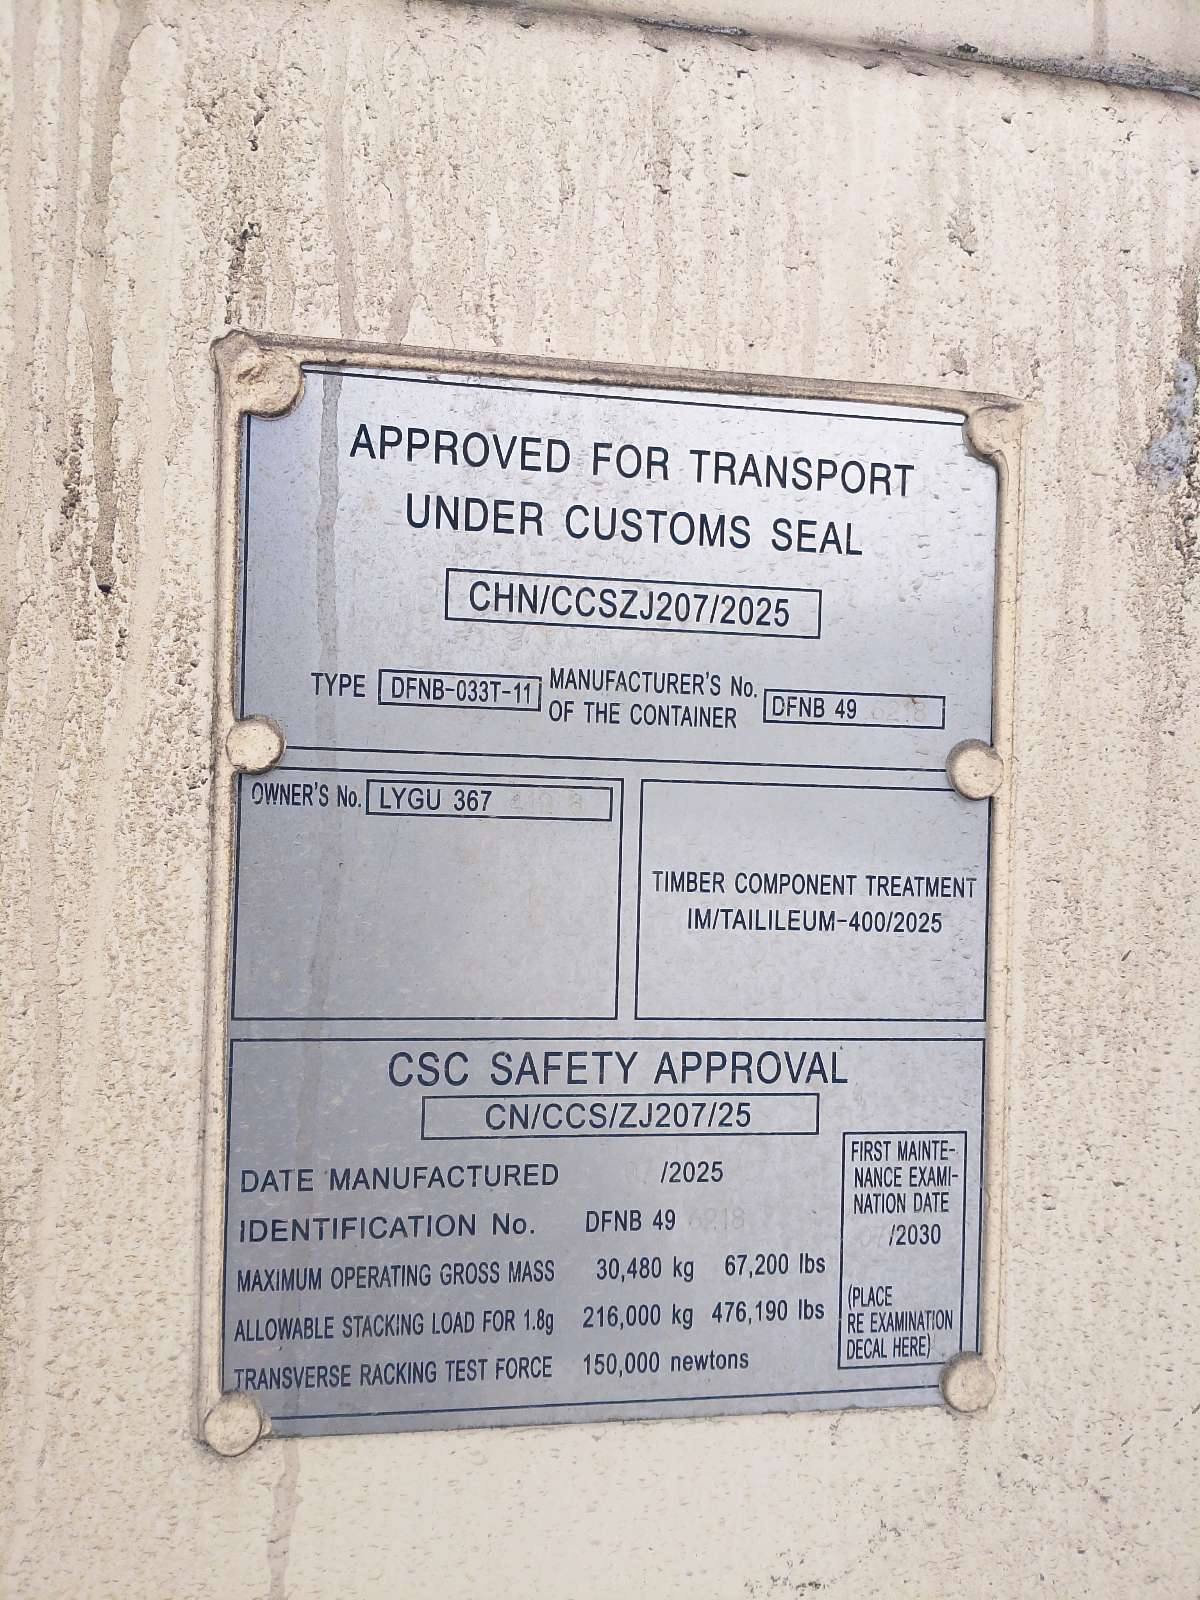 APPROVED FOR TRANSPORT
UNDER CUSTOMS SEAL
CHN/CCSZJ207/2025
TYPE DFNB-033T-11 MANUFACTURER'S No. OF THE CONTAINER DFNB 49
OWNER'S No. LYGU 367
TIMBER COMPONENT TREATMENT
IM/TAILILEUM-400/2025
CSC SAFETY APPROVAL
CN/CCS/ZJ207/25
DATE MANUFACTURED /2025
IDENTIFICATION No. DFNB 49 6218
MAXIMUM OPERATING GROSS MASS 30,480 kg 67,200 lbs
ALLOWABLE STACKING LOAD FOR 1.8g 216,000 kg 476,190 lbs
TRANSVERSE RACKING TEST FORCE 150,000 newtons
FIRST MAINTE-
NANCE EXAMI-
NATION DATE
/2030
(PLACE
RE EXAMINATION
DECAL HERE)